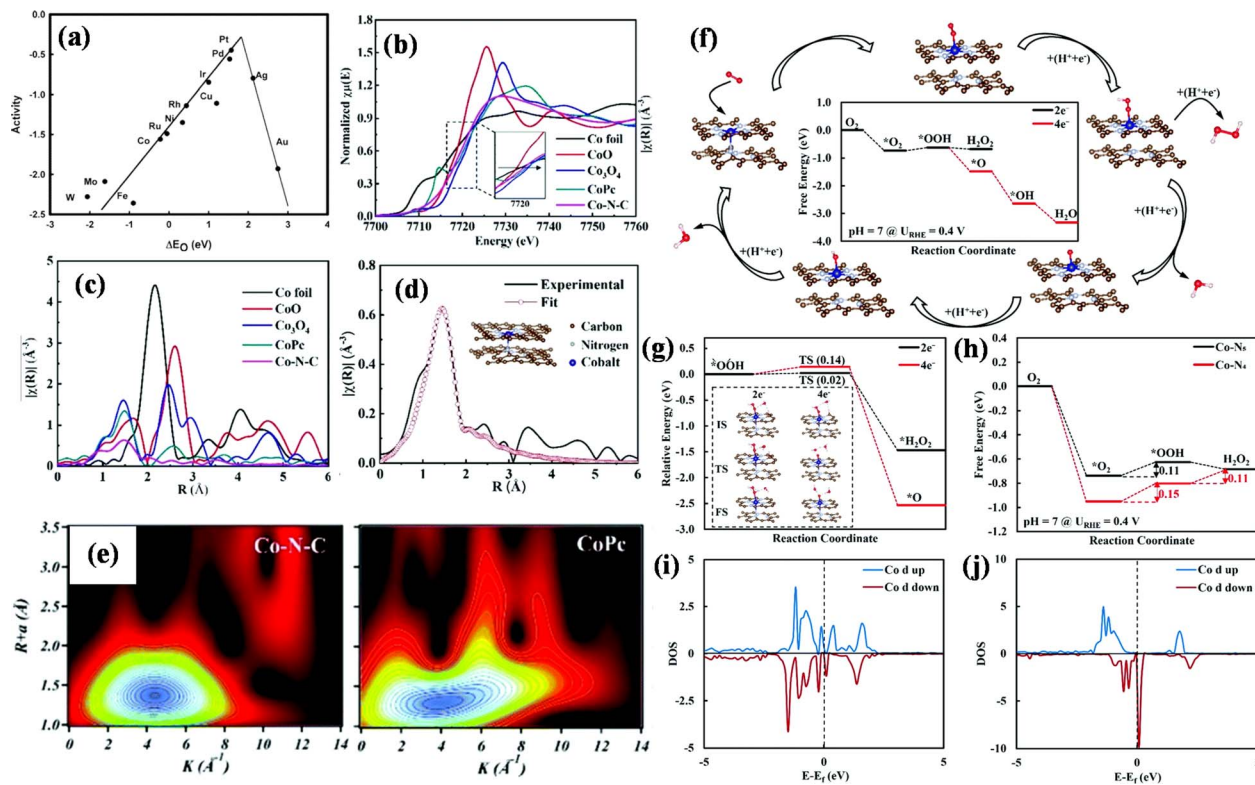 (a)
Activity
0.0
-0.5
-1.0
-1.5
-2.0
-2.5
Pt
Pd
Ir
Ag
Cu
Rh
Ni
Ru
Co
Au
Mo
W
Fe
-3 -2 -1 0 1 2 3 4
ΔE_O (eV)
(b)
Normalized χμ(E)
1.8
1.5
1.2
0.9
0.6
0.3
0.0
Co foil
CoO
Co₃O₄
CoPc
Co-N-C
7720
7700 7710 7720 7730 7740 7750 7760
Energy (eV)
|χ(R)| (Å⁻³)
(c)
|χ(R)| (Å⁻³)
5
4
3
2
1
0
Co foil
CoO
Co₃O₄
CoPc
Co-N-C
0 1 2 3 4 5 6
R (Å)
(d)
|χ(R)| (Å⁻³)
0.6
0.4
0.2
0.0
Experimental
Fit
Carbon
Nitrogen
Cobalt
0 1 2 3 4 5 6
R (Å)
(e)
Co-N-C
CoPc
R+a (Å)
3.5
3.0
2.5
2.0
1.5
1.0
0 2 4 6 8 10 12 14
K (Å⁻¹)
0 2 4 6 8 10 12 14
K (Å⁻¹)
(f)
+(H⁺+e⁻)
+(H⁺+e⁻)
+(H⁺+e⁻)
+(H⁺+e⁻)
+(H⁺+e⁻)
Free Energy (eV)
1.0
0.0
-1.0
-2.0
-3.0
-4.0
2e⁻
4e⁻
O₂
*O₂
*OOH
H₂O₂
*O
*OH
H₂O
pH = 7 @ U_RHE = 0.4 V
Reaction Coordinate
(g)
Relative Energy (eV)
0.5
0.0
-0.5
-1.0
-1.5
-2.0
-2.5
-3.0
*OOH
TS (0.14)
TS (0.02)
2e⁻
4e⁻
2e⁻ 4e⁻
IS
TS
FS
*H₂O₂
*O
Reaction Coordinate
(h)
Free Energy (eV)
0.2
0.0
-0.2
-0.4
-0.6
-0.8
-1.0
-1.2
Co-N₅
Co-N₄
O₂
*O₂
*OOH
H₂O₂
0.11
0.15
0.11
pH = 7 @ U_RHE = 0.4 V
Reaction Coordinate
(i)
Co d up
Co d down
DOS
5
2.5
0
-2.5
-5
-5 0 5
E-E_f (eV)
(j)
Co d up
Co d down
DOS
10
5
0
-5
-10
-5 0 5
E-E_f (eV)